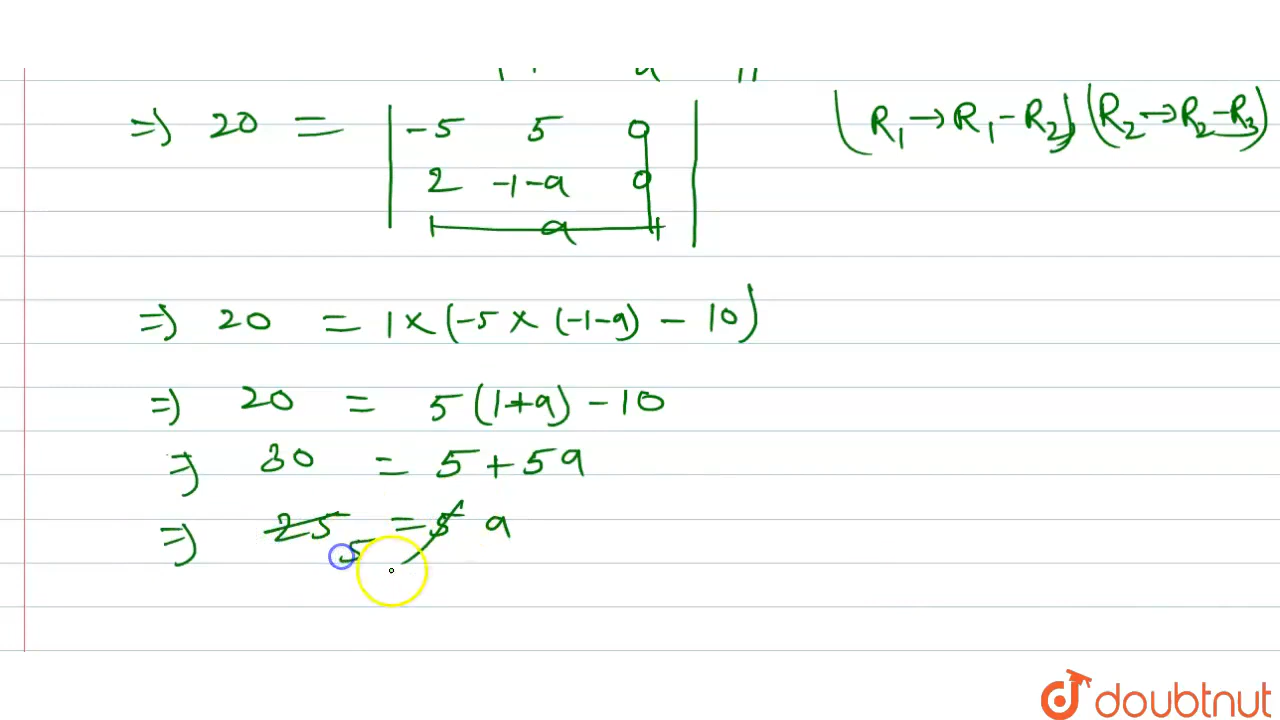 => 20 = | -5 5 0 | (R₁→R₁-R₂) (R₂→R₂-R₃)
2 -1-a 0
1 a 1
=> 20 = 1 × (-5 × (-1-a) - 10)
=> 20 = 5(1+a) - 10
=> 30 = 5 + 5a
=> 25 = 5 a
5
doubtnut